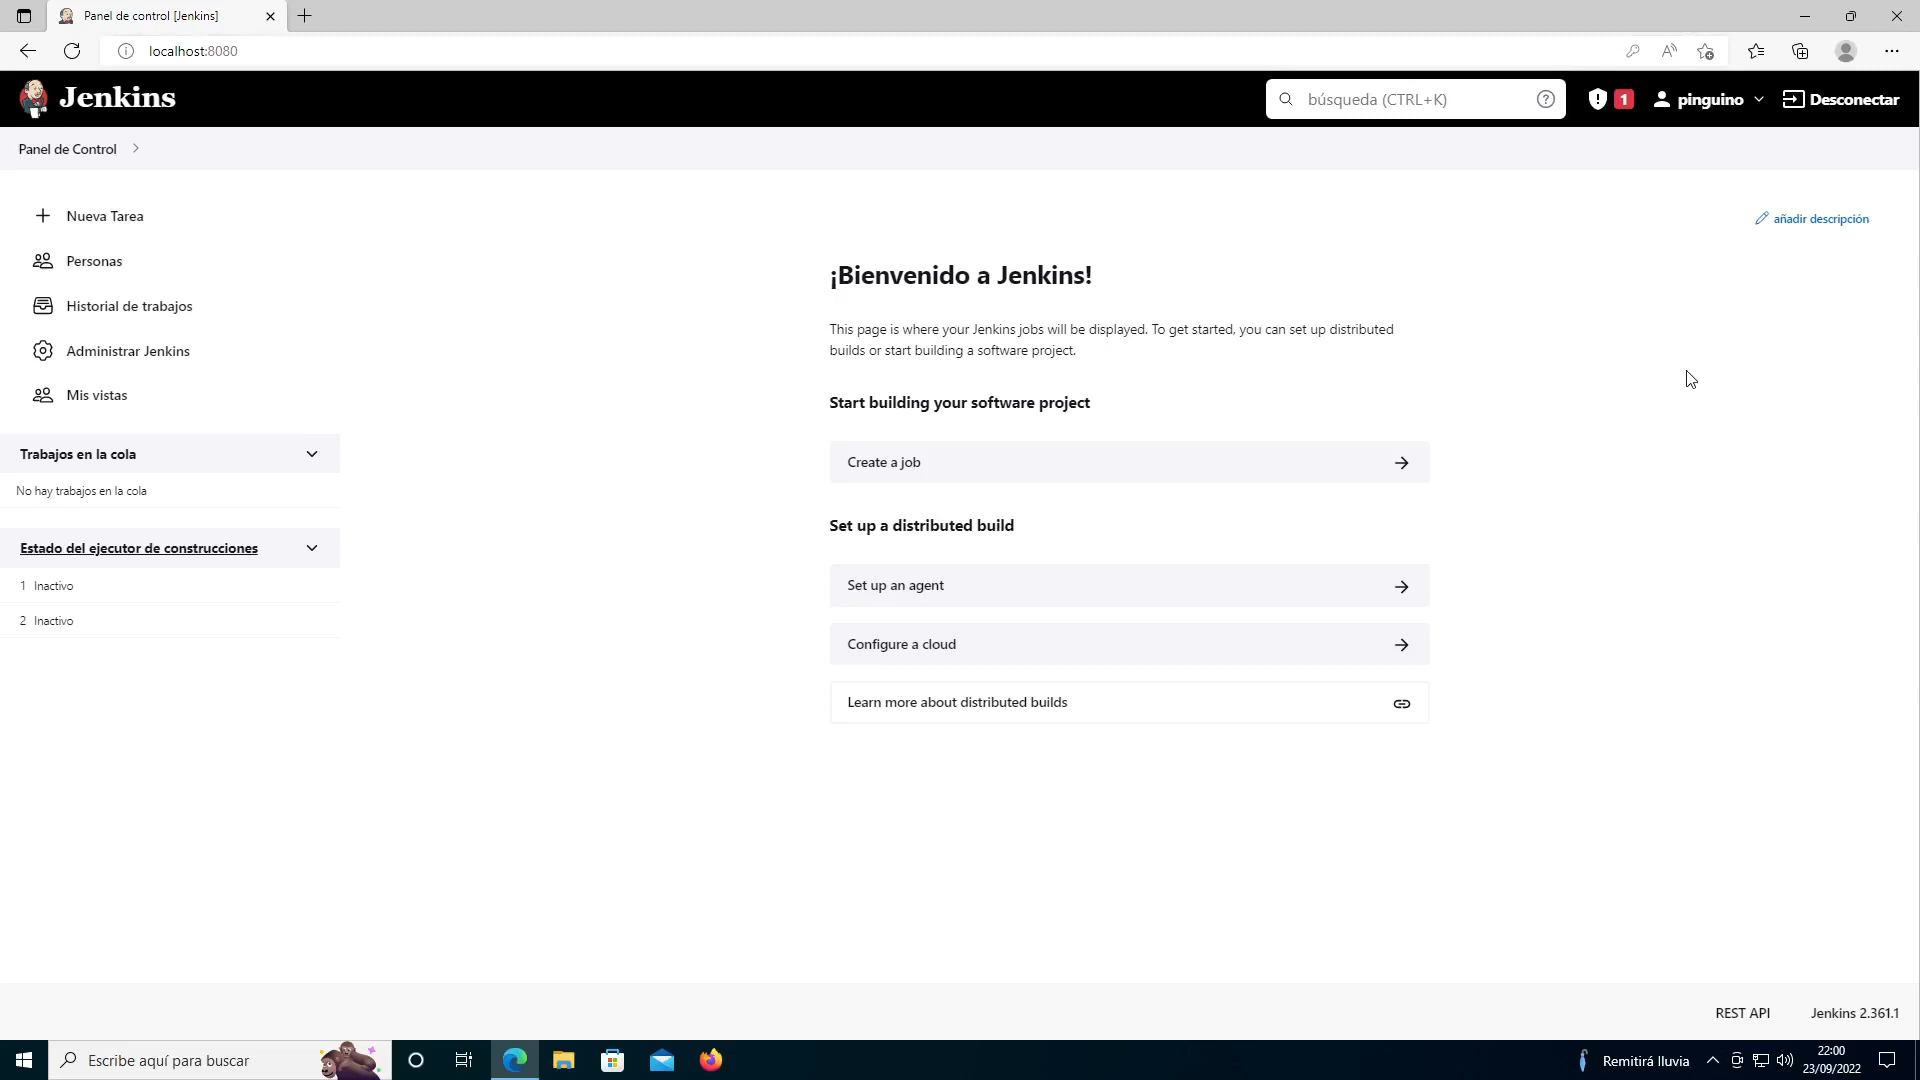 Panel de control [Jenkins]
localhost:8080
Jenkins
búsqueda (CTRL+K)
1
pinguino
Desconectar
Panel de Control
Nueva Tarea
añadir descripción
Personas
¡Bienvenido a Jenkins!
Historial de trabajos
This page is where your Jenkins jobs will be displayed. To get started, you can set up distributed
builds or start building a software project.
Administrar Jenkins
Mis vistas
Start building your software project
Trabajos en la cola
Create a job
No hay trabajos en la cola
Set up a distributed build
Estado del ejecutor de construcciones
1 Inactivo
Set up an agent
2 Inactivo
Configure a cloud
Learn more about distributed builds
REST API
Jenkins 2.361.1
Escribe aquí para buscar
Remitirá lluvia
22:00
23/09/2022